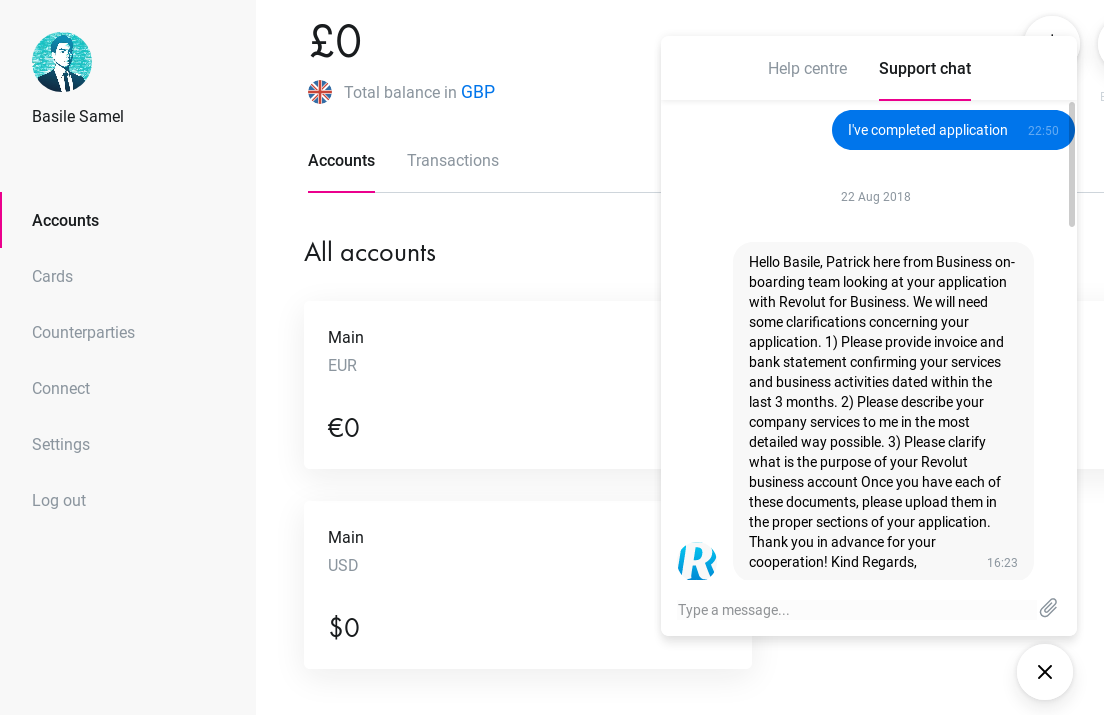 Basile Samel
Accounts
Cards
Counterparties
Connect
Settings
Log out
£0
Total balance in GBP
Accounts
Transactions
All accounts
Main
EUR
€0
Main
USD
$0
Help centre
Support chat
I've completed application
22:50
22 Aug 2018
Hello Basile, Patrick here from Business on-
boarding team looking at your application
with Revolut for Business. We will need
some clarifications concerning your
application. 1) Please provide invoice and
bank statement confirming your services
and business activities dated within the
last 3 months. 2) Please describe your
company services to me in the most
detailed way possible. 3) Please clarify
what is the purpose of your Revolut
business account Once you have each of
these documents, please upload them in
the proper sections of your application.
Thank you in advance for your
cooperation! Kind Regards,
16:23
R
Type a message...